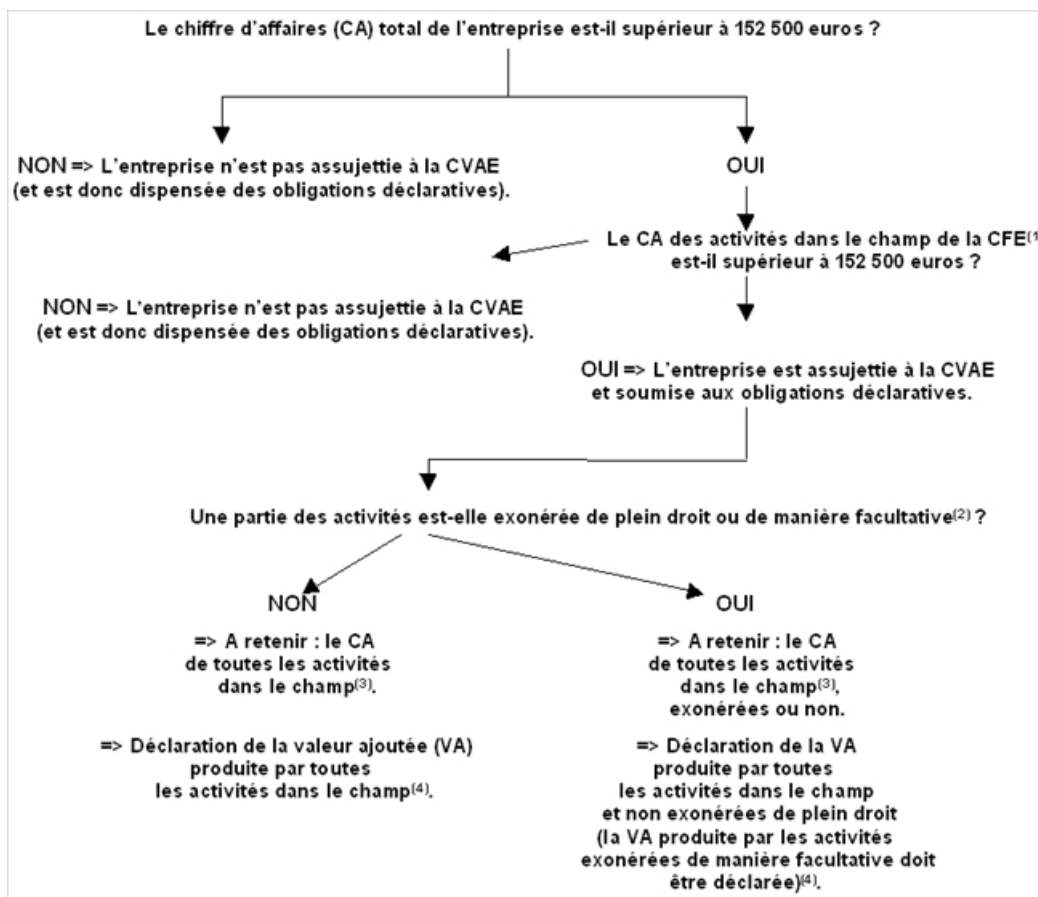 Le chiffre d'affaires (CA) total de l'entreprise est-il supérieur à 152 500 euros ?
NON => L'entreprise n'est pas assujettie à la CVAE
(et est donc dispensée des obligations déclaratives).
OUI
Le CA des activités dans le champ de la CFE(1
est-il supérieur à 152 500 euros ?
NON => L'entreprise n'est pas assujettie à la CVAE
(et est donc dispensée des obligations déclaratives).
OUI => L'entreprise est assujettie à la CVAE
et soumise aux obligations déclaratives.
Une partie des activités est-elle exonérée de plein droit ou de manière facultative(2) ?
NON
=> A retenir : le CA
de toutes les activités
dans le champ(3).
=> Déclaration de la valeur ajoutée (VA)
produite par toutes
les activités dans le champ(4).
OUI
=> A retenir : le CA
de toutes les activités
dans le champ(3),
exonérées ou non.
=> Déclaration de la VA
produite par toutes
les activités dans le champ
et non exonérées de plein droit
(la VA produite par les activités
exonérées de manière facultative doit
être déclarée)(4).